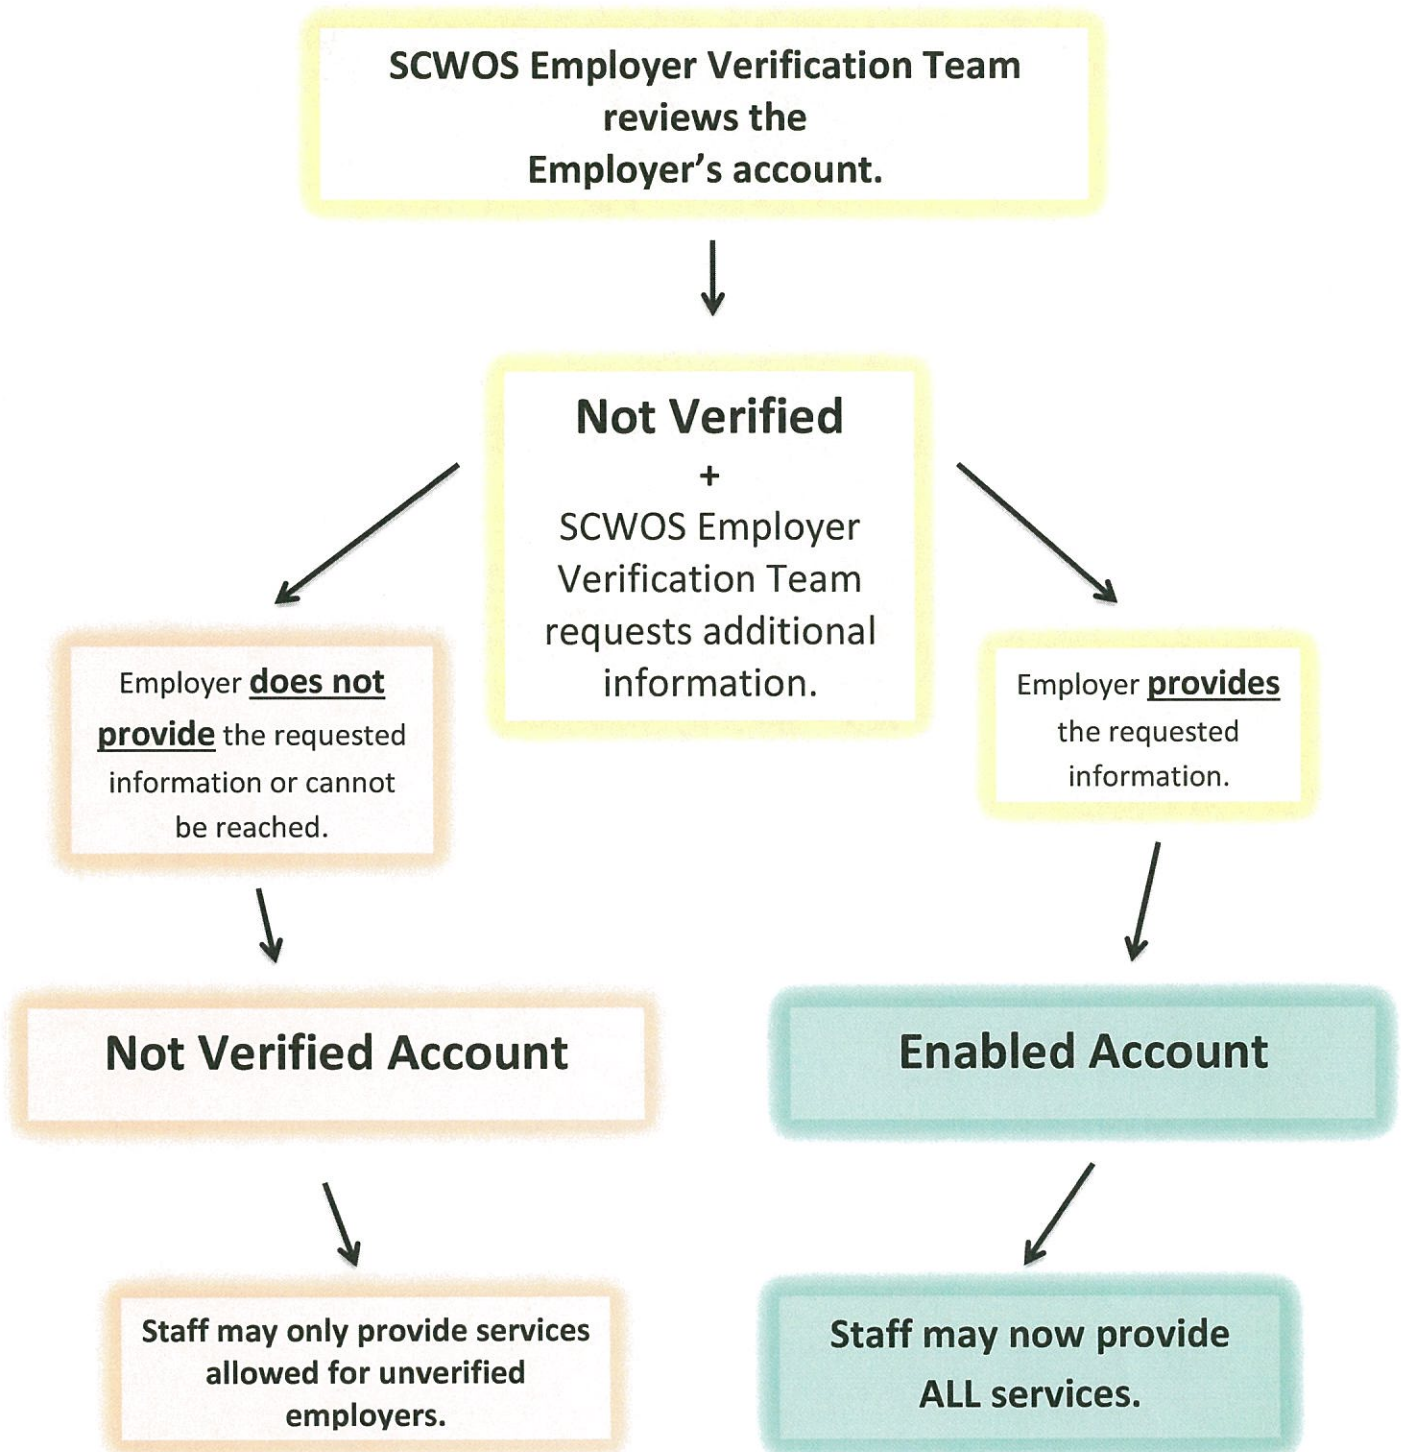 SCWOS Employer Verification Team
reviews the
Employer’s account.
Not Verified
+
SCWOS Employer
Verification Team
requests additional
information.
Employer does not
provide the requested
information or cannot
be reached.
Employer provides
the requested
information.
Not Verified Account
Enabled Account
Staff may only provide services
allowed for unverified
employers.
Staff may now provide
ALL services.